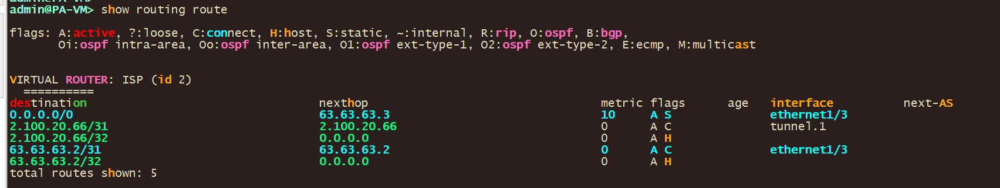 admin@PA-VM> show routing route
flags: A:active, ?:loose, C:connect, H:host, S:static, ~:internal, R:rip, O:ospf, B:bgp,
Oi:ospf intra-area, Oo:ospf inter-area, O1:ospf ext-type-1, O2:ospf ext-type-2, E:ecmp, M:multicast
VIRTUAL ROUTER: ISP (id 2)
==========
destination nexthop metric flags age interface next-AS
0.0.0.0/0 63.63.63.3 10 A S ethernet1/3
2.100.20.66/31 2.100.20.66 0 A C tunnel.1
2.100.20.66/32 0.0.0.0 0 A H
63.63.63.2/31 63.63.63.2 0 A C ethernet1/3
63.63.63.2/32 0.0.0.0 0 A H
total routes shown: 5